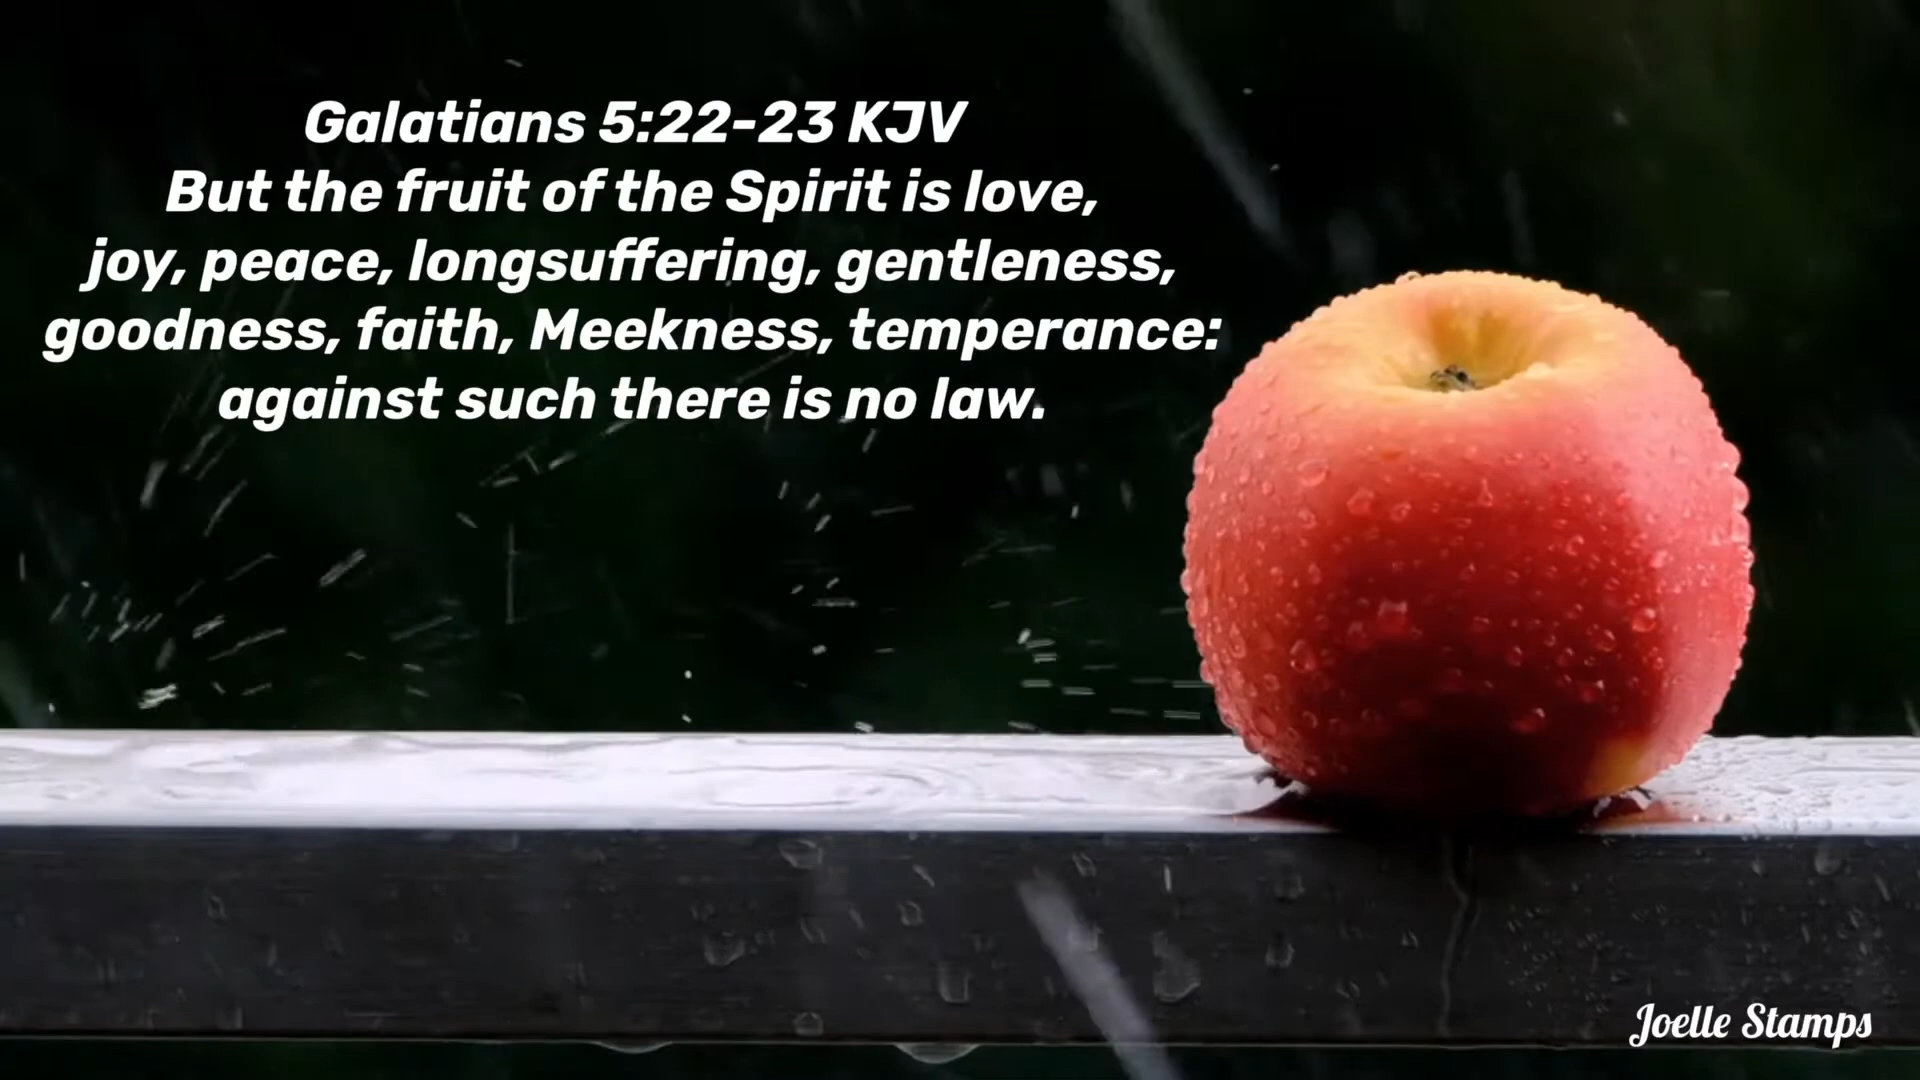 Galatians 5:22-23 KJV
But the fruit of the Spirit is love,
joy, peace, longsuffering, gentleness,
goodness, faith, Meekness, temperance:
against such there is no law.
Joelle Stamps